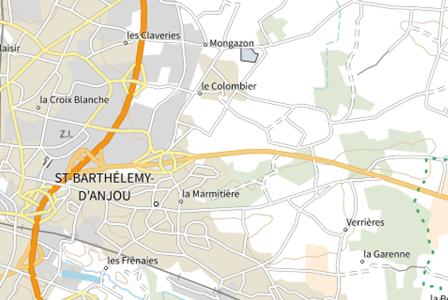 les Claveries
Mongazon
laisir
le Colombier
la Croix Blanche
Z.I.
ST-BARTHÉLEMY-
D'ANJOU
la Marmitière
Verrières
la Garenne
les Frênaies